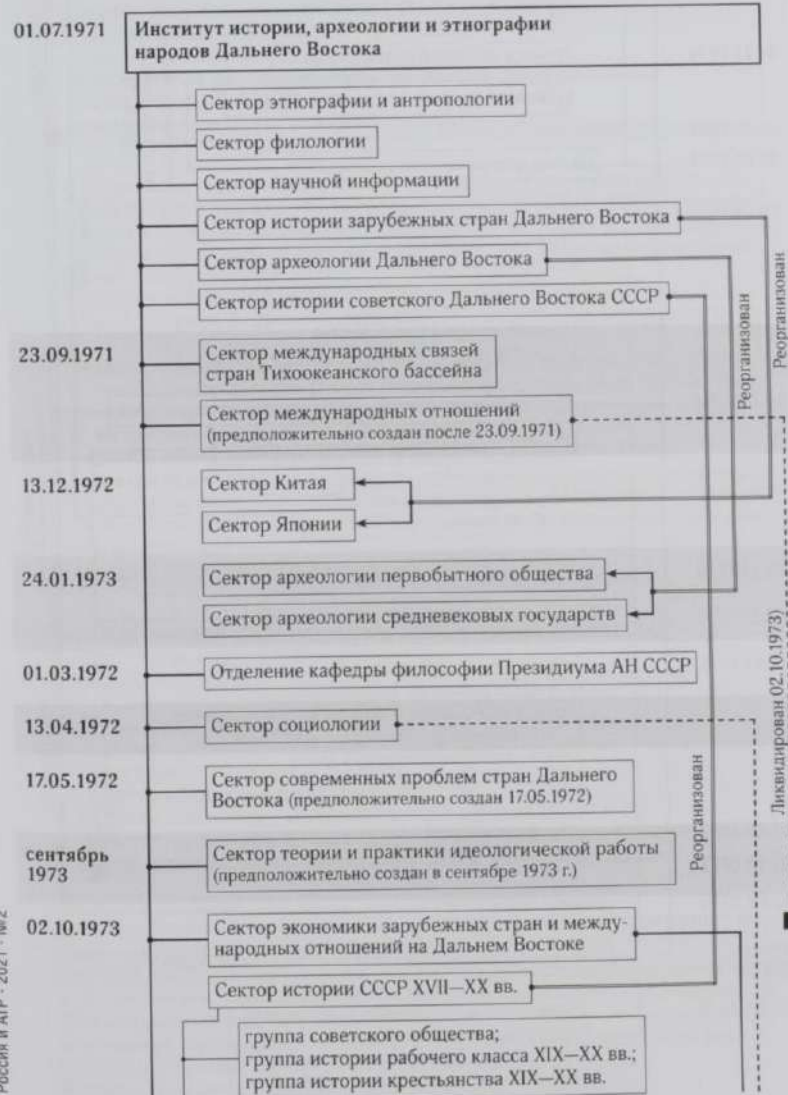 01.07.1971
Институт истории, археологии и этнографии
народов Дальнего Востока
Сектор этнографии и антропологии
Сектор филологии
Сектор научной информации
Сектор истории зарубежных стран Дальнего Востока
Сектор археологии Дальнего Востока
Сектор истории советского Дальнего Востока СССР
Реорганизован
Реорганизован
23.09.1971
Сектор международных связей
стран Тихоокеанского бассейна
Сектор международных отношений
(предположительно создан после 23.09.1971)
13.12.1972
Сектор Китая
Сектор Японии
24.01.1973
Сектор археологии первобытного общества
Сектор археологии средневековых государств
01.03.1972
Отделение кафедры философии Президиума АН СССР
13.04.1972
Сектор социологии
Ликвидирован 02.10.1973)
17.05.1972
Сектор современных проблем стран Дальнего
Востока (предположительно создан 17.05.1972)
Реорганизован
сентябрь
1973
Сектор теории и практики идеологической работы
(предположительно создан в сентябре 1973 г.)
02.10.1973
Сектор экономики зарубежных стран и между-
народных отношений на Дальнем Востоке
Сектор истории СССР XVII—XX вв.
группа советского общества;
группа истории рабочего класса XIX—XX вв.;
группа истории крестьянства XIX—XX вв.
Россия и АТР · 2021 · №2